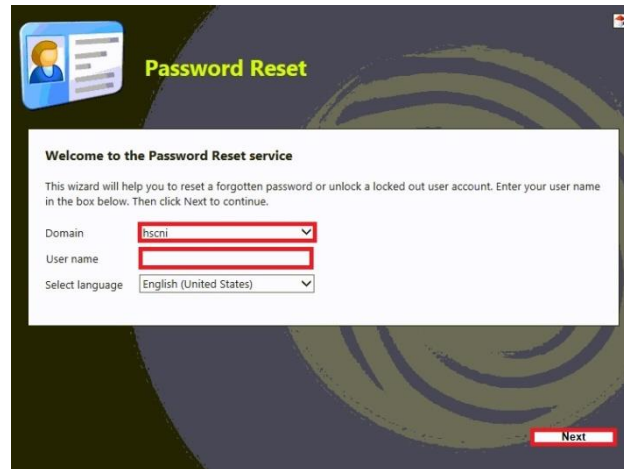 Password Reset
Welcome to the Password Reset service
This wizard will help you to reset a forgotten password or unlock a locked out user account. Enter your user name
in the box below. Then click Next to continue.
Domain hscni
User name
Select language English (United States)
Next